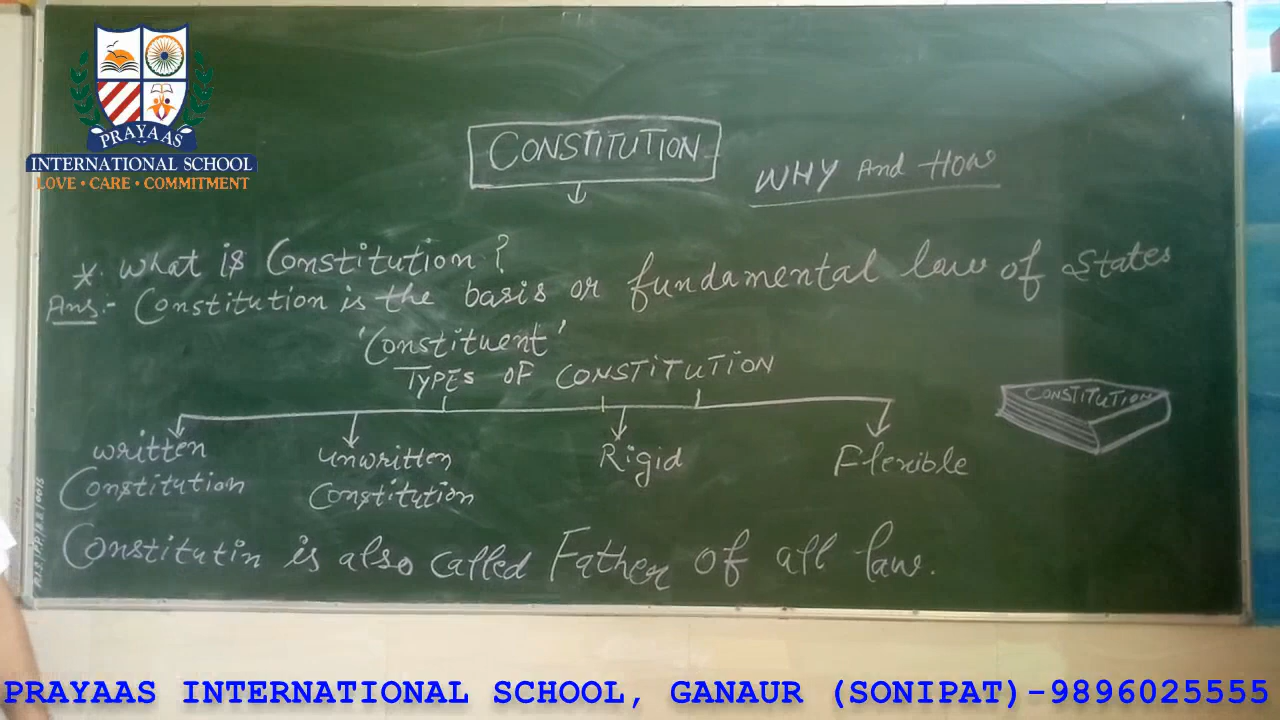 PRAYAAS
INTERNATIONAL SCHOOL
LOVE • CARE • COMMITMENT
CONSTITUTION
WHY And HOW
*. What is Constitution?
Ans:- Constitution is the basis or fundamental law of States
'Constituent'
TYPES OF CONSTITUTION
written Constitution
unwritten Constitution
Rigid
Flexible
CONSTITUTION
Constitutin is also called Father of all law.
PRAYAAS INTERNATIONAL SCHOOL, GANAUR (SONIPAT)-9896025555